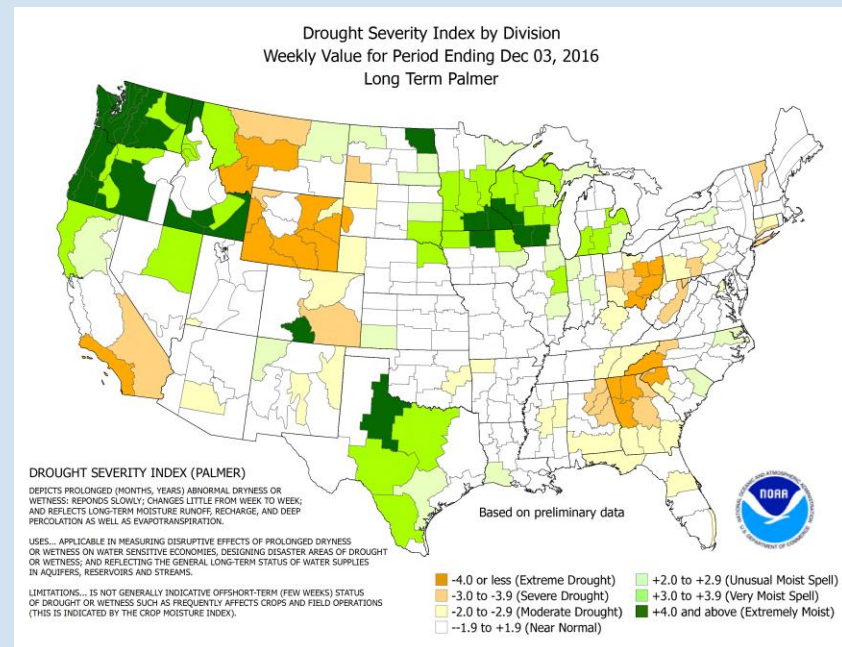 Drought Severity Index by Division
Weekly Value for Period Ending Dec 03, 2016
Long Term Palmer
DROUGHT SEVERITY INDEX (PALMER)
DEPICTS PROLONGED (MONTHS, YEARS) ABNORMAL DRYNESS OR
WETNESS: REPONDS SLOWLY; CHANGES LITTLE FROM WEEK TO WEEK;
AND REFLECTS LONG-TERM MOISTURE RUNOFF, RECHARGE, AND DEEP
PERCOLATION AS WELL AS EVAPOTRANSPIRATION.
USES... APPLICABLE IN MEASURING DISRUPTIVE EFFECTS OF PROLONGED DRYNESS
OR WETNESS ON WATER SENSITIVE ECONOMIES, DESIGNING DISASTER AREAS OF DROUGHT
OR WETNESS; AND REFLECTING THE GENERAL LONG-TERM STATUS OF WATER SUPPLIES
IN AQUIFERS, RESERVOIRS AND STREAMS.
LIMITATIONS... IS NOT GENERALLY INDICATIVE OFFSHORT-TERM (FEW WEEKS) STATUS
OF DROUGHT OR WETNESS SUCH AS FREQUENTLY AFFECTS CROPS AND FIELD OPERATIONS
(THIS IS INDICATED BY THE CROP MOISTURE INDEX).
Based on preliminary data
NATIONAL OCEANIC AND ATMOSPHERIC ADMINISTRATION
NOAA
U.S. DEPARTMENT OF COMMERCE
-4.0 or less (Extreme Drought)
-3.0 to -3.9 (Severe Drought)
-2.0 to -2.9 (Moderate Drought)
--1.9 to +1.9 (Near Normal)
+2.0 to +2.9 (Unusual Moist Spell)
+3.0 to +3.9 (Very Moist Spell)
+4.0 and above (Extremely Moist)